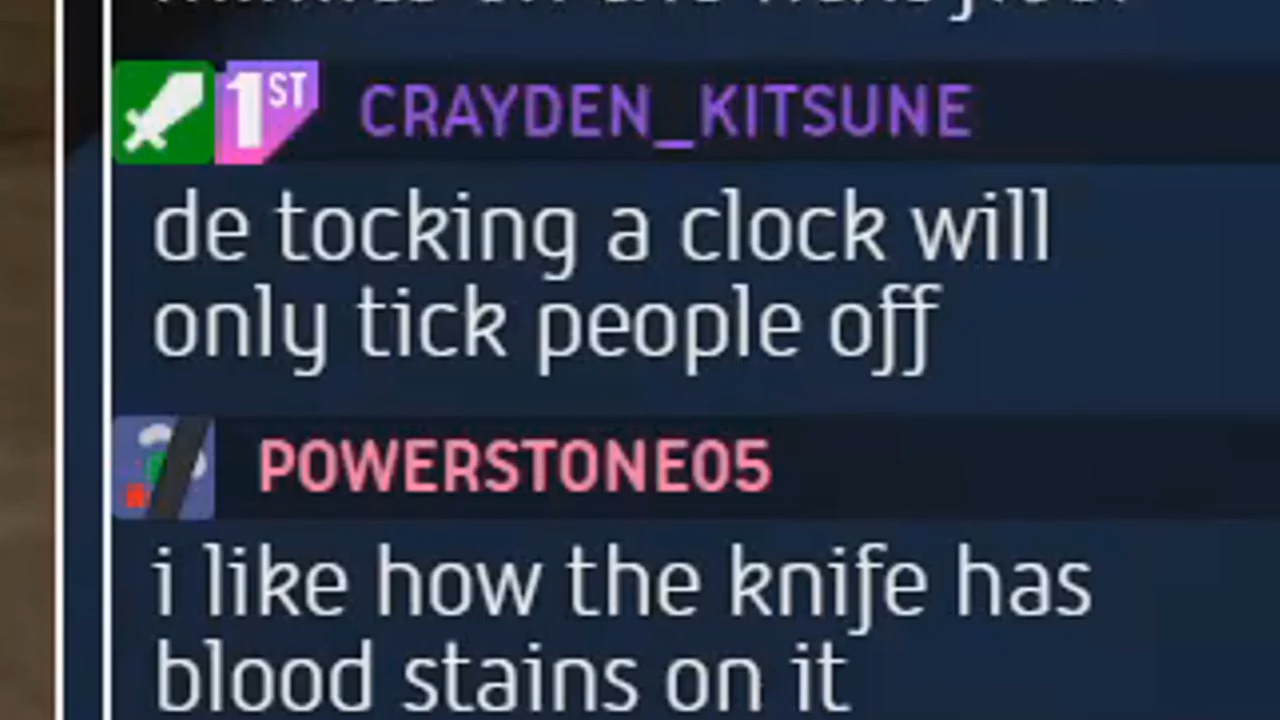 1ST CRAYDEN_KITSUNE
de tocking a clock will
only tick people off
POWERSTONE05
i like how the knife has
blood stains on it